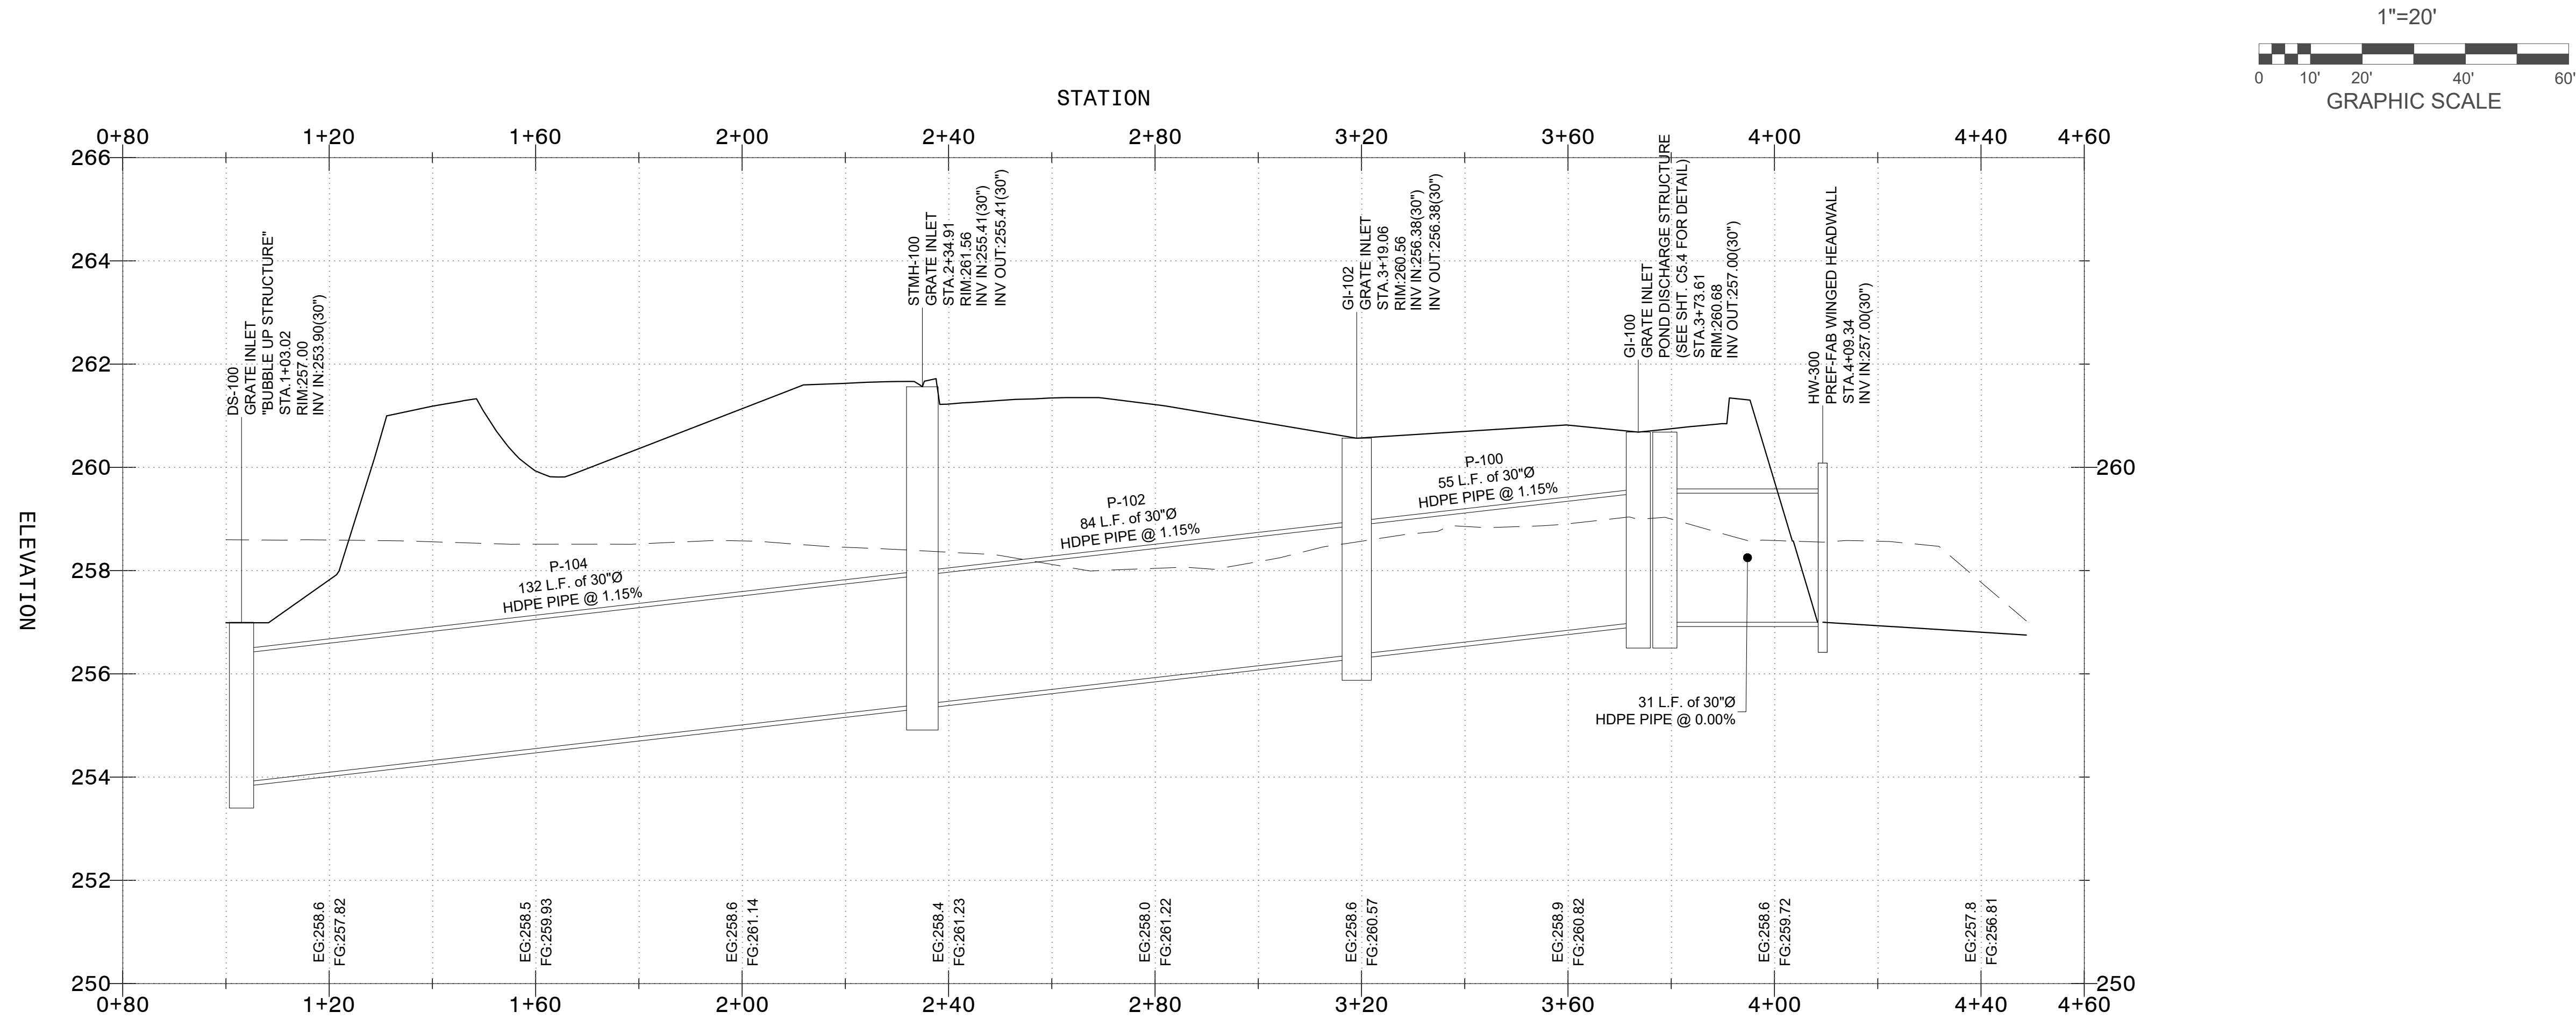 1"=20'
0 10' 20' 40' 60'
GRAPHIC SCALE
STATION
0+80 1+20 1+60 2+00 2+40 2+80 3+20 3+60 4+00 4+40 4+60
266
264
262
260
258
256
254
252
250
ELEVATION
260
250
DS-100
GRATE INLET
"BUBBLE UP STRUCTURE"
STA.1+03.02
RIM:257.00
INV IN:253.90(30")
STMH-100
GRATE INLET
STA.2+34.91
RIM:261.56
INV IN:255.41(30")
INV OUT:255.41(30")
GI-102
GRATE INLET
STA.3+19.06
RIM:260.56
INV IN:256.38(30")
INV OUT:256.38(30")
GI-100
GRATE INLET
POND DISCHARGE STRUCTURE
(SEE SHT. C5.4 FOR DETAIL)
STA.3+73.61
RIM:260.68
INV OUT:257.00(30")
HW-300
PREF-FAB WINGED HEADWALL
STA.4+09.34
INV IN:257.00(30")
P-104
132 L.F. of 30"Ø
HDPE PIPE @ 1.15%
P-102
84 L.F. of 30"Ø
HDPE PIPE @ 1.15%
P-100
55 L.F. of 30"Ø
HDPE PIPE @ 1.15%
31 L.F. of 30"Ø
HDPE PIPE @ 0.00%
EG:258.6
FG:257.82
EG:258.5
FG:259.93
EG:258.6
FG:261.14
EG:258.4
FG:261.23
EG:258.0
FG:261.22
EG:258.6
FG:260.57
EG:258.9
FG:260.82
EG:258.6
FG:259.72
EG:257.8
FG:256.81
0+80 1+20 1+60 2+00 2+40 2+80 3+20 3+60 4+00 4+40 4+60